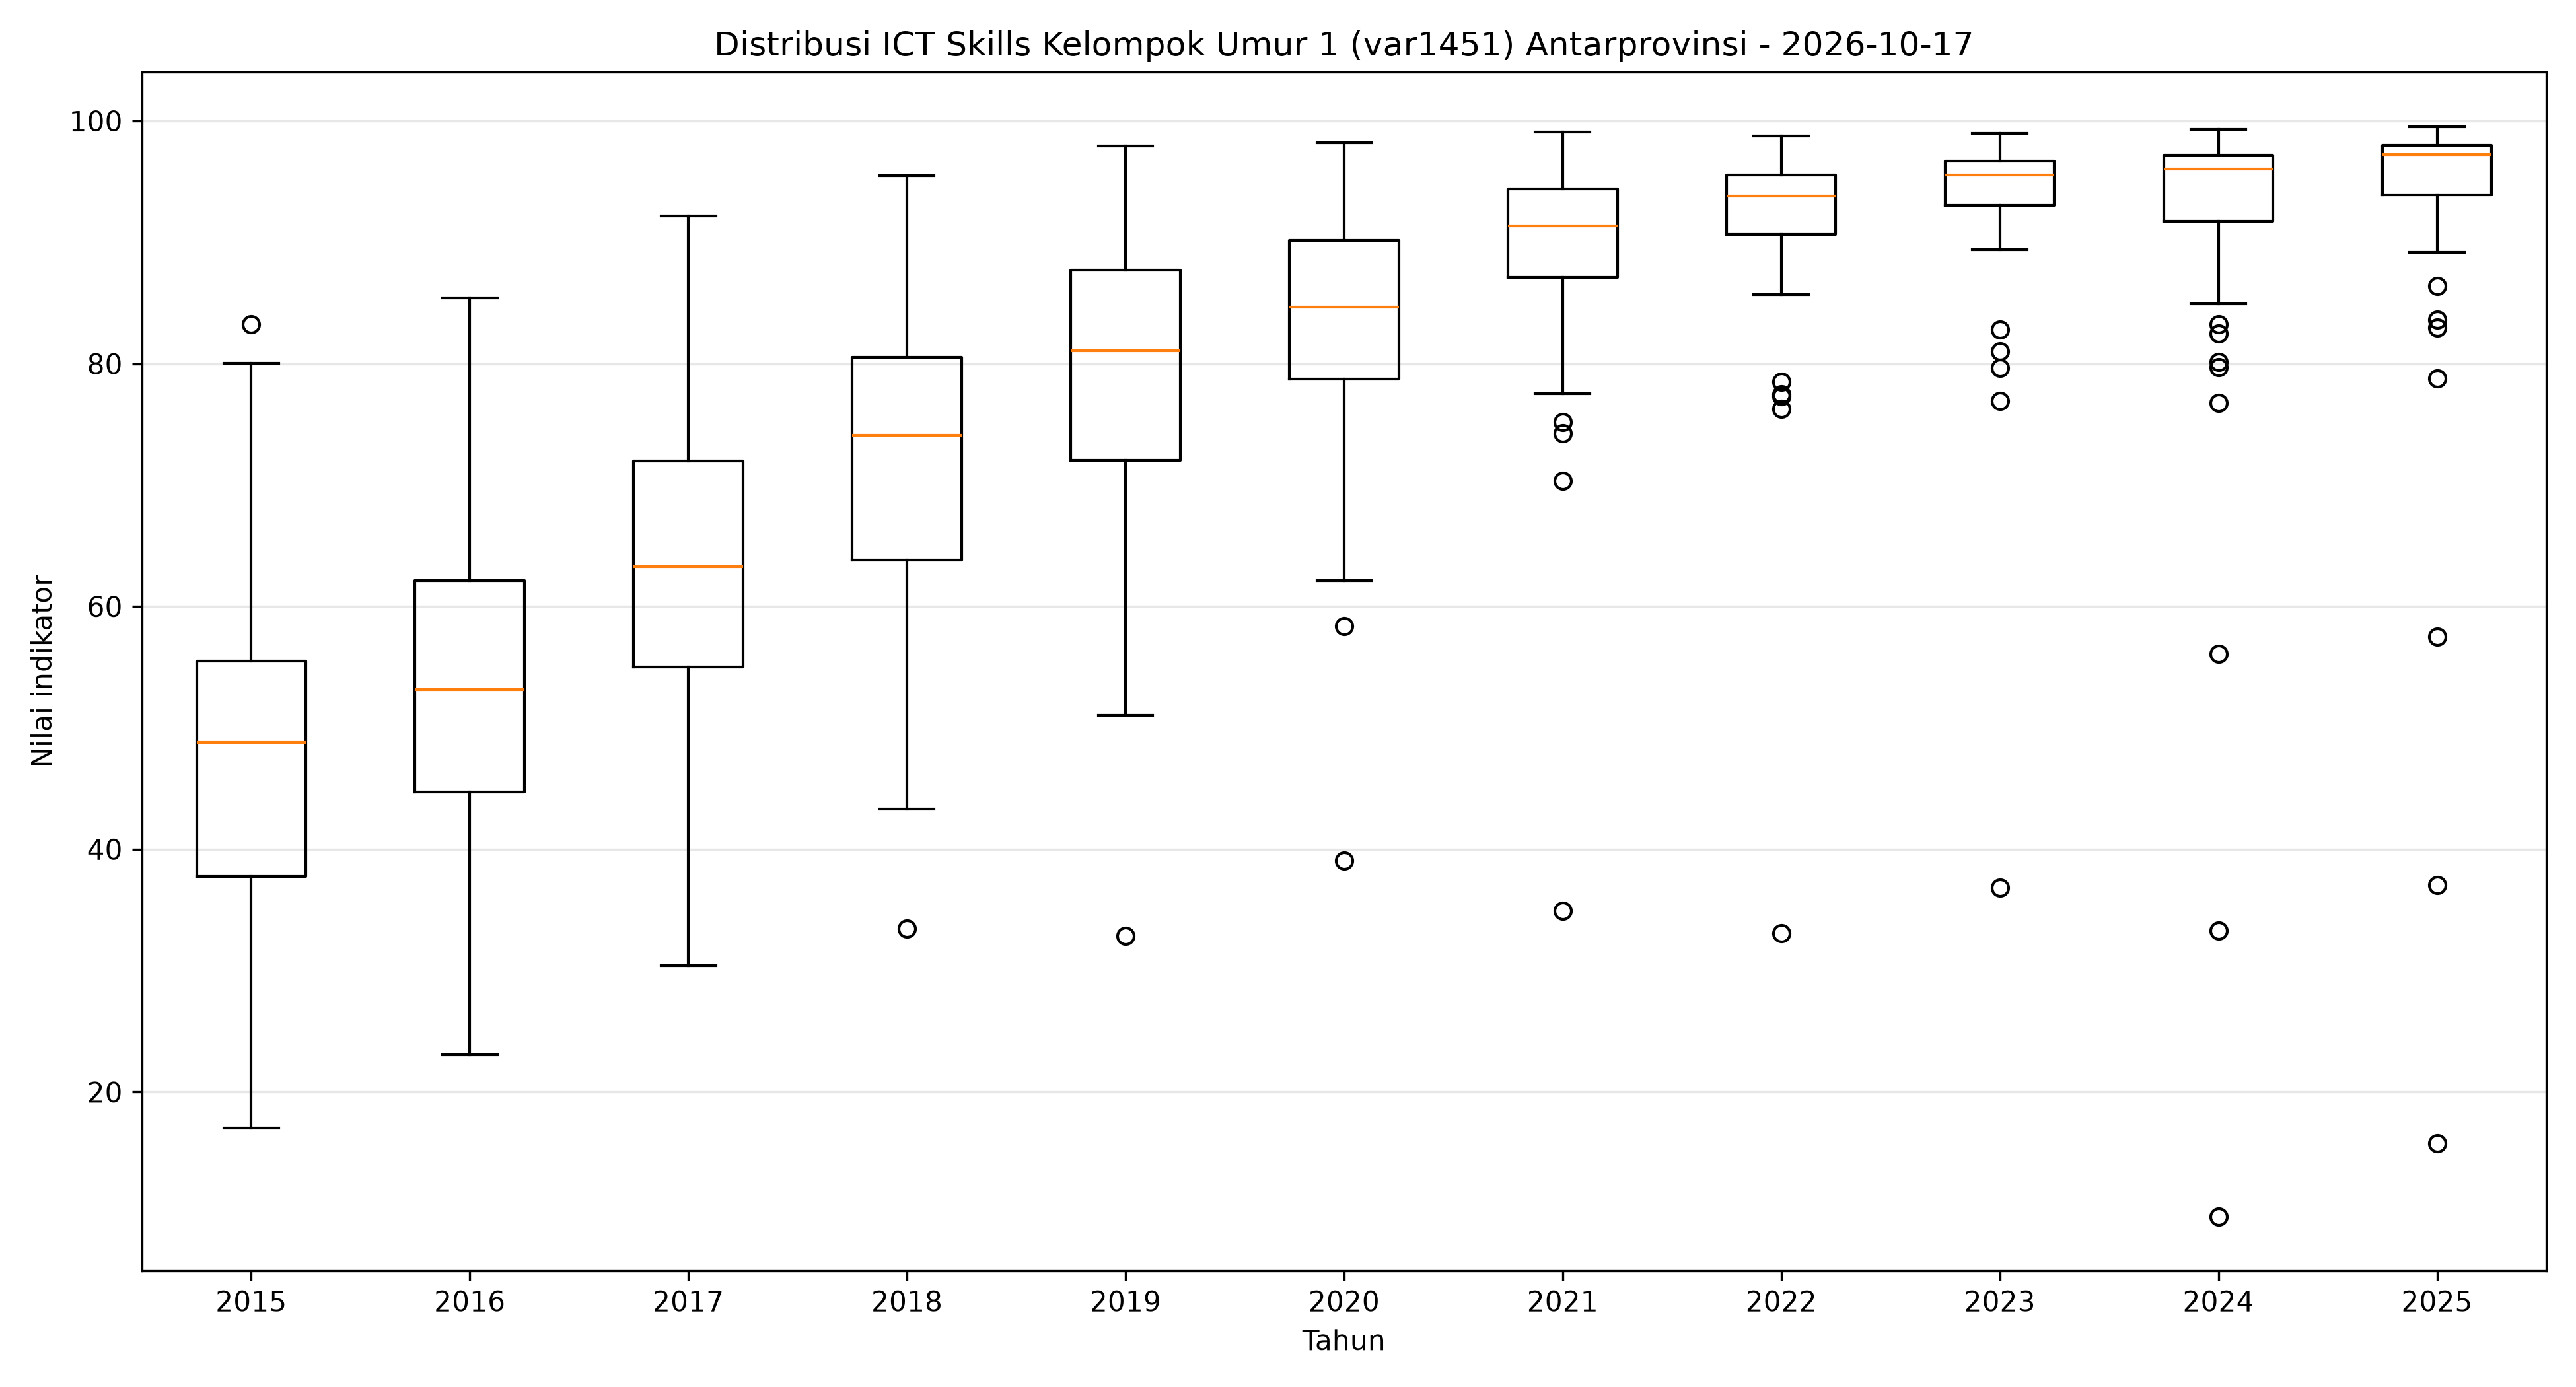 Distribusi ICT Skills Kelompok Umur 1 (var1451) Antarprovinsi - 2026-10-17
Nilai indikator
100
80
60
40
20
2015 2016 2017 2018 2019 2020 2021 2022 2023 2024 2025
Tahun